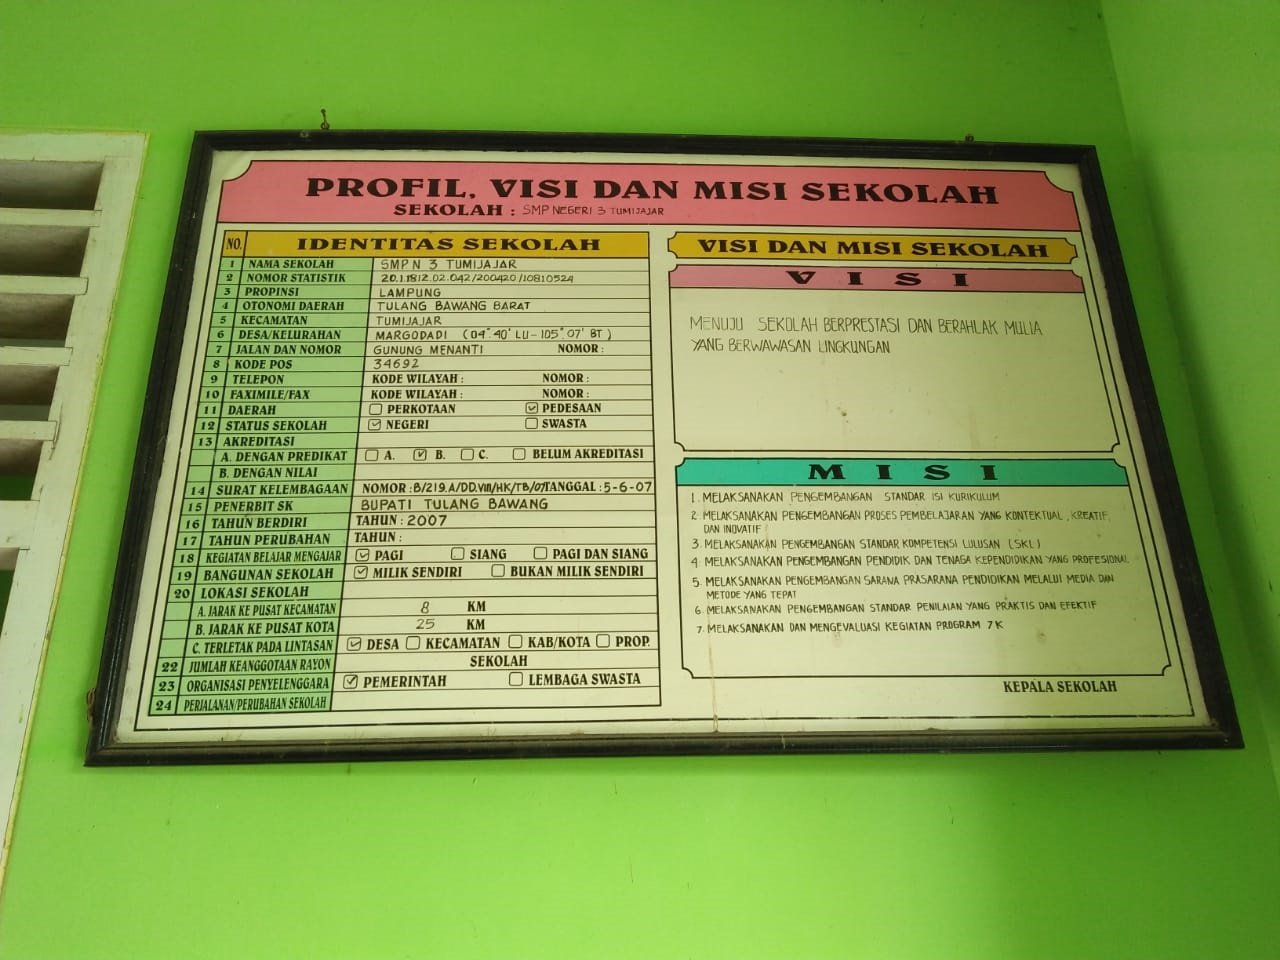 PROFIL, VISI DAN MISI SEKOLAH
SEKOLAH : SMP NEGERI 3 TUMIJAJAR
NO. IDENTITAS SEKOLAH
1 NAMA SEKOLAH SMP N 3 TUMIJAJAR
2 NOMOR STATISTIK 20.1.1812.02.042/200420/10810524
3 PROPINSI LAMPUNG
4 OTONOMI DAERAH TULANG BAWANG BARAT
5 KECAMATAN TUMIJAJAR
6 DESA/KELURAHAN MARGODADI (04° 40' LU - 105° 07' BT)
7 JALAN DAN NOMOR GUNUNG MENANTI NOMOR :
8 KODE POS 34692
9 TELEPON KODE WILAYAH : NOMOR :
10 FAXIMILE/FAX KODE WILAYAH : NOMOR :
11 DAERAH ☐ PERKOTAAN ☑ PEDESAAN
12 STATUS SEKOLAH ☑ NEGERI ☐ SWASTA
13 AKREDITASI
A. DENGAN PREDIKAT ☐ A. ☑ B. ☐ C. ☐ BELUM AKREDITASI
B. DENGAN NILAI
14 SURAT KELEMBAGAAN NOMOR : B/219.A/DD.VIII/HK/TB/07 TANGGAL : 5-6-07
15 PENERBIT SK BUPATI TULANG BAWANG
16 TAHUN BERDIRI TAHUN : 2007
17 TAHUN PERUBAHAN TAHUN :
18 KEGIATAN BELAJAR MENGAJAR ☑ PAGI ☐ SIANG ☐ PAGI DAN SIANG
19 BANGUNAN SEKOLAH ☑ MILIK SENDIRI ☐ BUKAN MILIK SENDIRI
20 LOKASI SEKOLAH
A. JARAK KE PUSAT KECAMATAN 8 KM
B. JARAK KE PUSAT KOTA 25 KM
C. TERLETAK PADA LINTASAN ☑ DESA ☐ KECAMATAN ☐ KAB/KOTA ☐ PROP.
22 JUMLAH KEANGGOTAAN RAYON SEKOLAH
23 ORGANISASI PENYELENGGARA ☑ PEMERINTAH ☐ LEMBAGA SWASTA
24 PERJALANAN/PERUBAHAN SEKOLAH
VISI DAN MISI SEKOLAH
VISI
MENUJU SEKOLAH BERPRESTASI DAN BERAHLAK MULIA
YANG BERWAWASAN LINGKUNGAN
MISI
1. MELAKSANAKAN PENGEMBANGAN STANDAR ISI KURIKULUM
2. MELAKSANAKAN PENGEMBANGAN PROSES PEMBELAJARAN YANG KONTEKTUAL, KREATIF
DAN INOVATIF
3. MELAKSANAKAN PENGEMBANGAN STANDAR KOMPETENSI LULUSAN (SKL)
4. MELAKSANAKAN PENGEMBANGAN PENDIDIK DAN TENAGA KEPENDIDIKAN YANG PROFESIONAL
5. MELAKSANAKAN PENGEMBANGAN SARANA PRASARANA PENDIDIKAN MELALUI MEDIA DAN
METODE YANG TEPAT
6. MELAKSANAKAN PENGEMBANGAN STANDAR PENILAIAN YANG PRAKTIS DAN EFEKTIF
7. MELAKSANAKAN DAN MENGEVALUASI KEGIATAN PROGRAM 7 K
KEPALA SEKOLAH